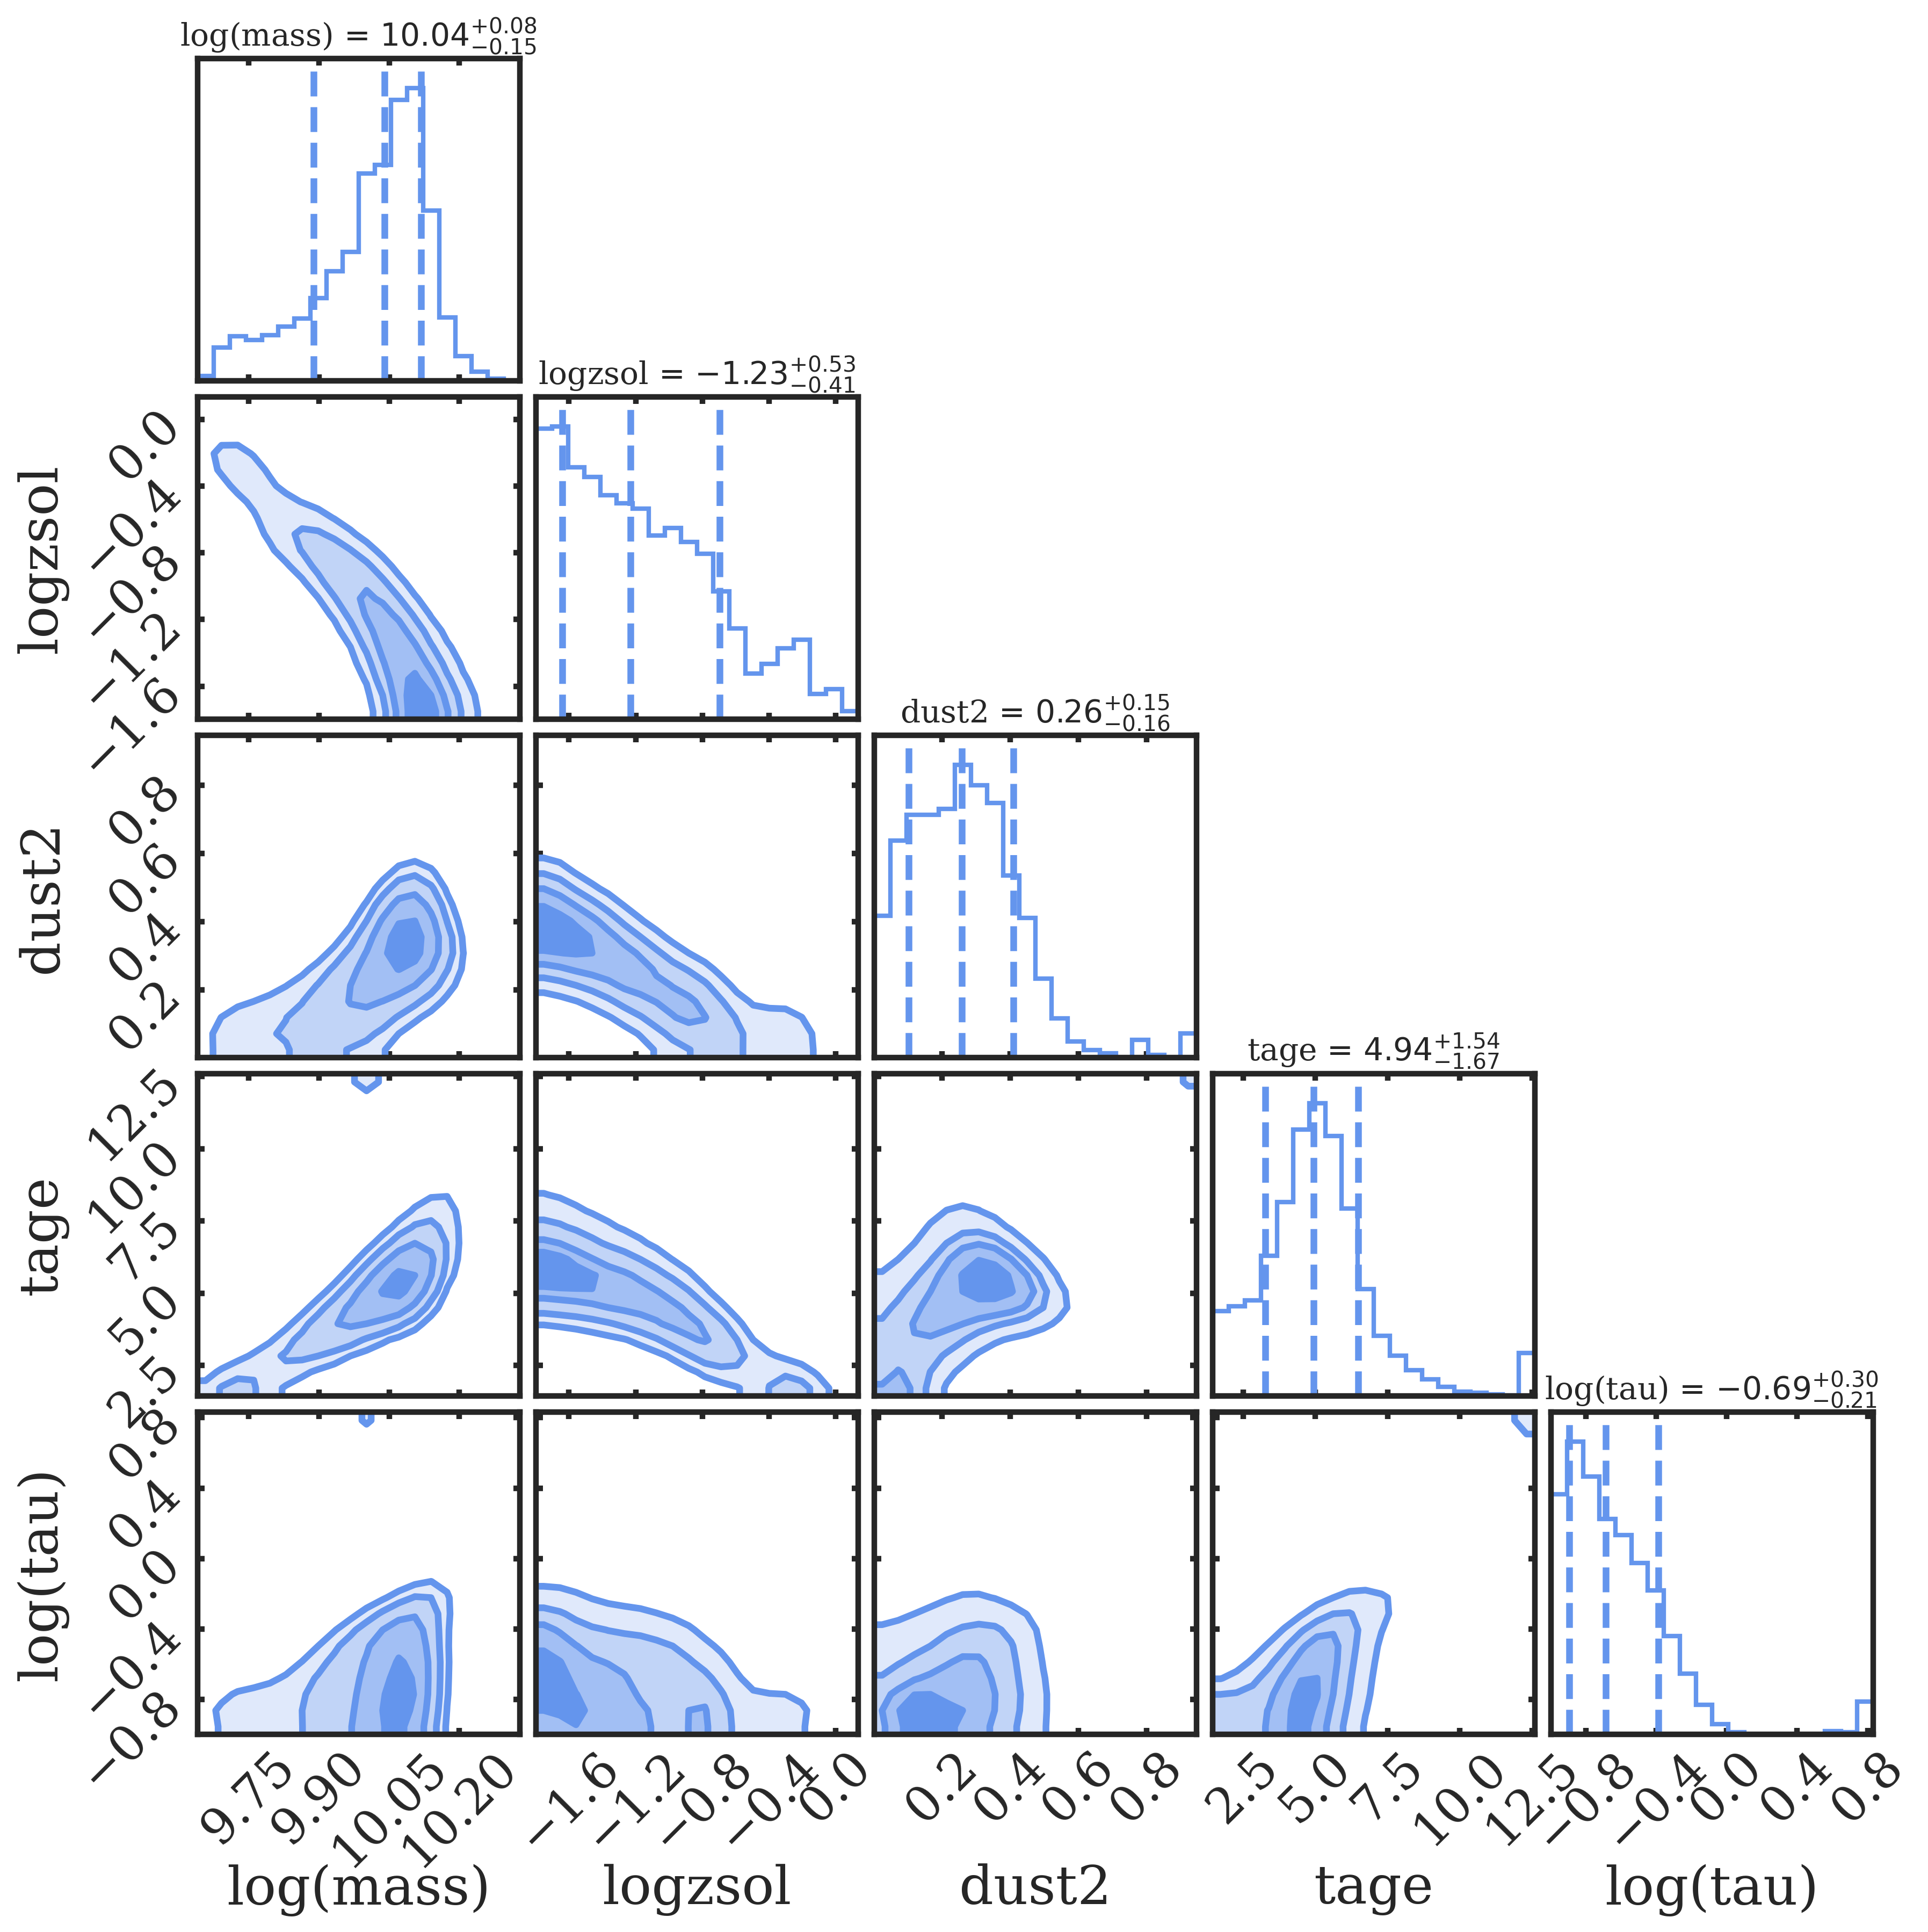 log(mass) = 10.04 +0.08 −0.15
logzsol = −1.23 +0.53 −0.41
dust2 = 0.26 +0.15 −0.16
tage = 4.94 +1.54 −1.67
log(tau) = −0.69 +0.30 −0.21
logzsol
0.0
−0.4
−0.8
−1.2
−1.6
dust2
0.8
0.6
0.4
0.2
tage
12.5
10.0
7.5
5.0
2.5
log(tau)
0.8
0.4
0.0
−0.4
−0.8
9.75 9.90 10.05 10.20
−1.6 −1.2 −0.8 −0.4 0.0
0.2 0.4 0.6 0.8
2.5 5.0 7.5 10.0 12.5
−0.8 −0.4 0.0 0.4 0.8
log(mass) logzsol dust2 tage log(tau)